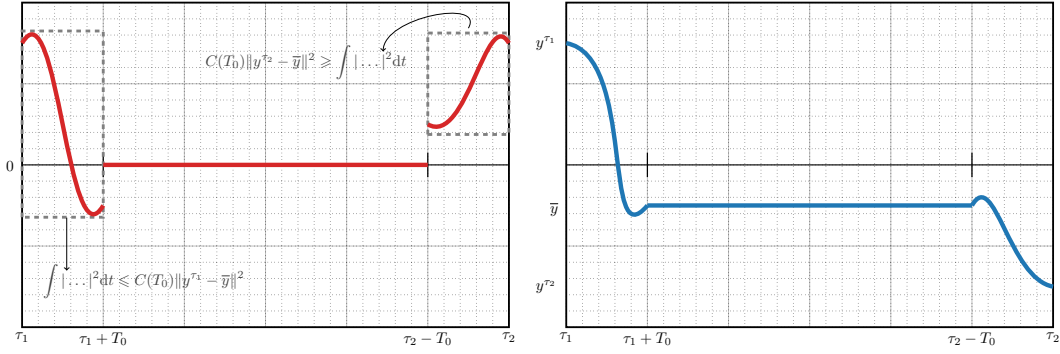 C(T₀)‖y^{τ₂} − y̅‖² ⩾ ∫ |…|²dt
0
∫ |…|²dt ⩽ C(T₀)‖y^{τ₁} − y̅‖²
τ₁ τ₁ + T₀ τ₂ − T₀ τ₂
y^{τ₁}
y̅
y^{τ₂}
τ₁ τ₁ + T₀ τ₂ − T₀ τ₂